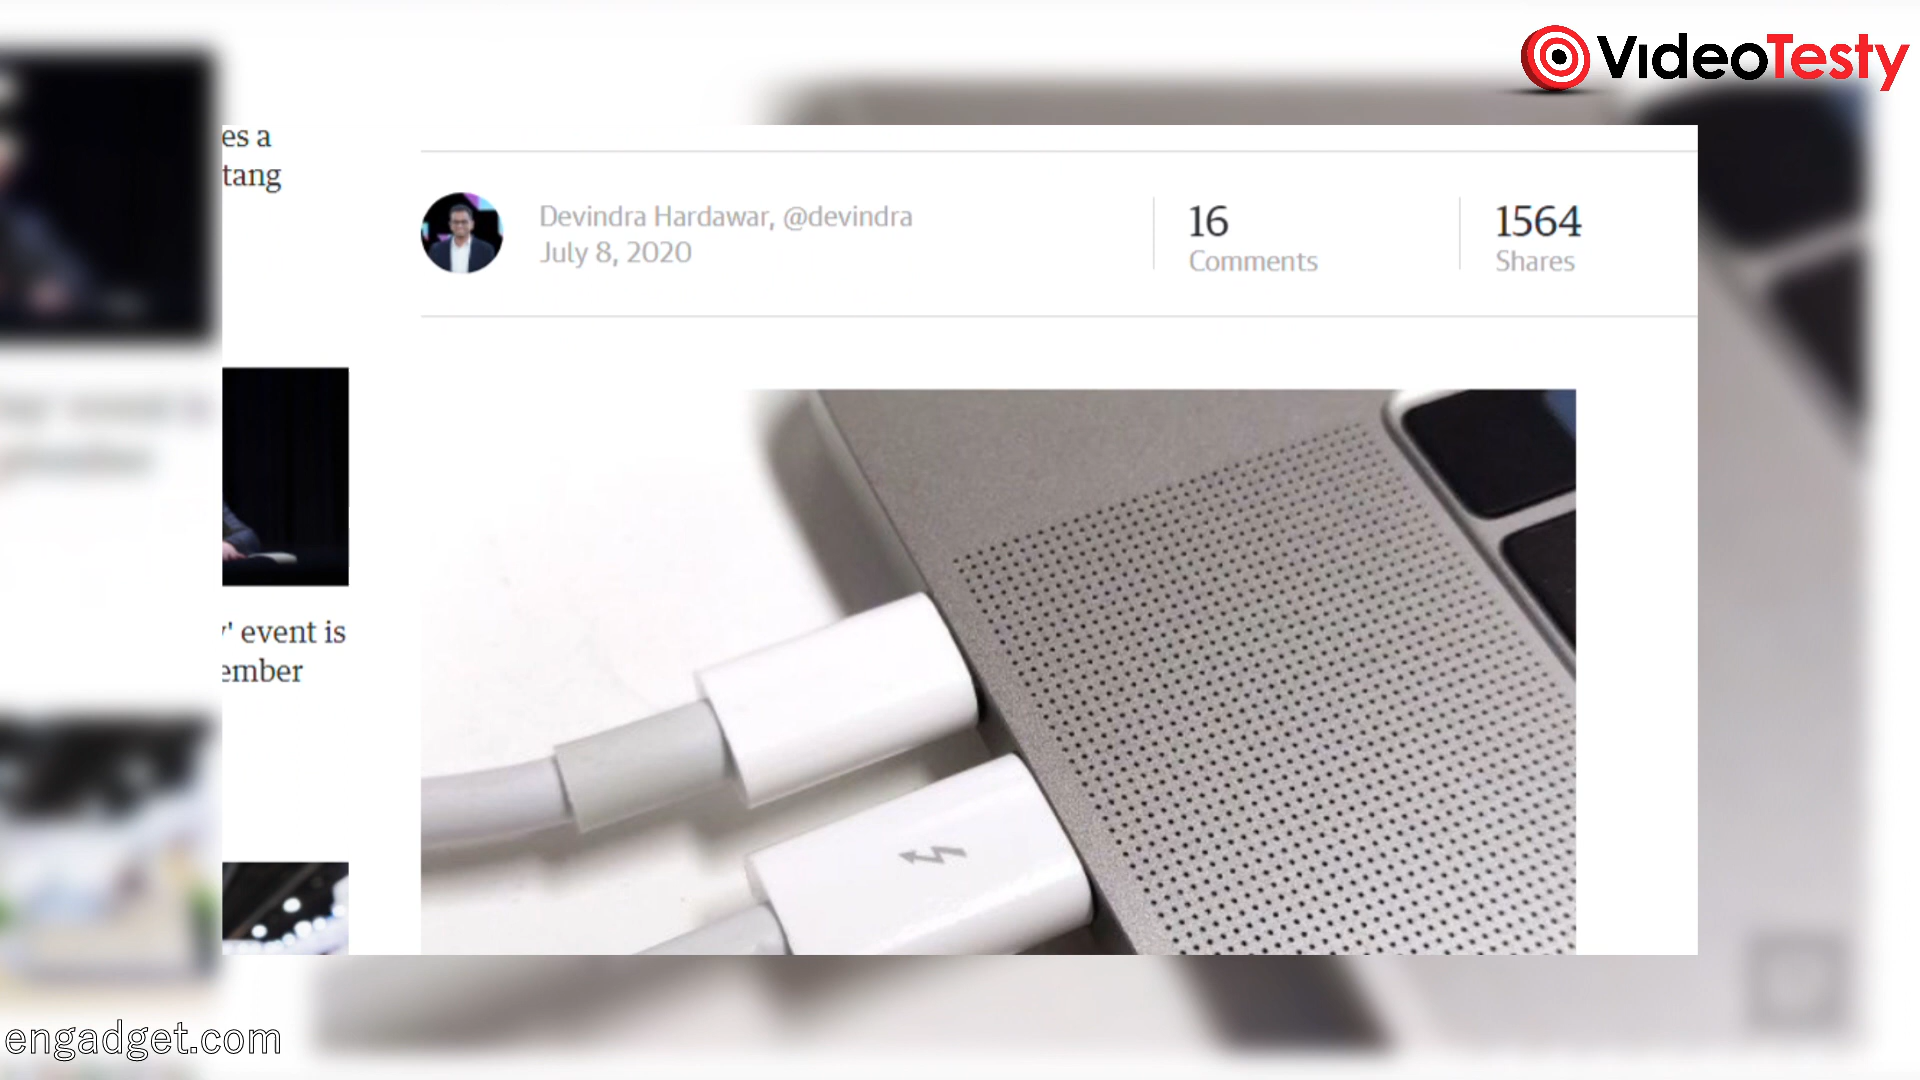 VideoTesty
es a
tang
Devindra Hardawar, @devindra
July 8, 2020
16
Comments
1564
Shares
' event is
ember
engadget.com